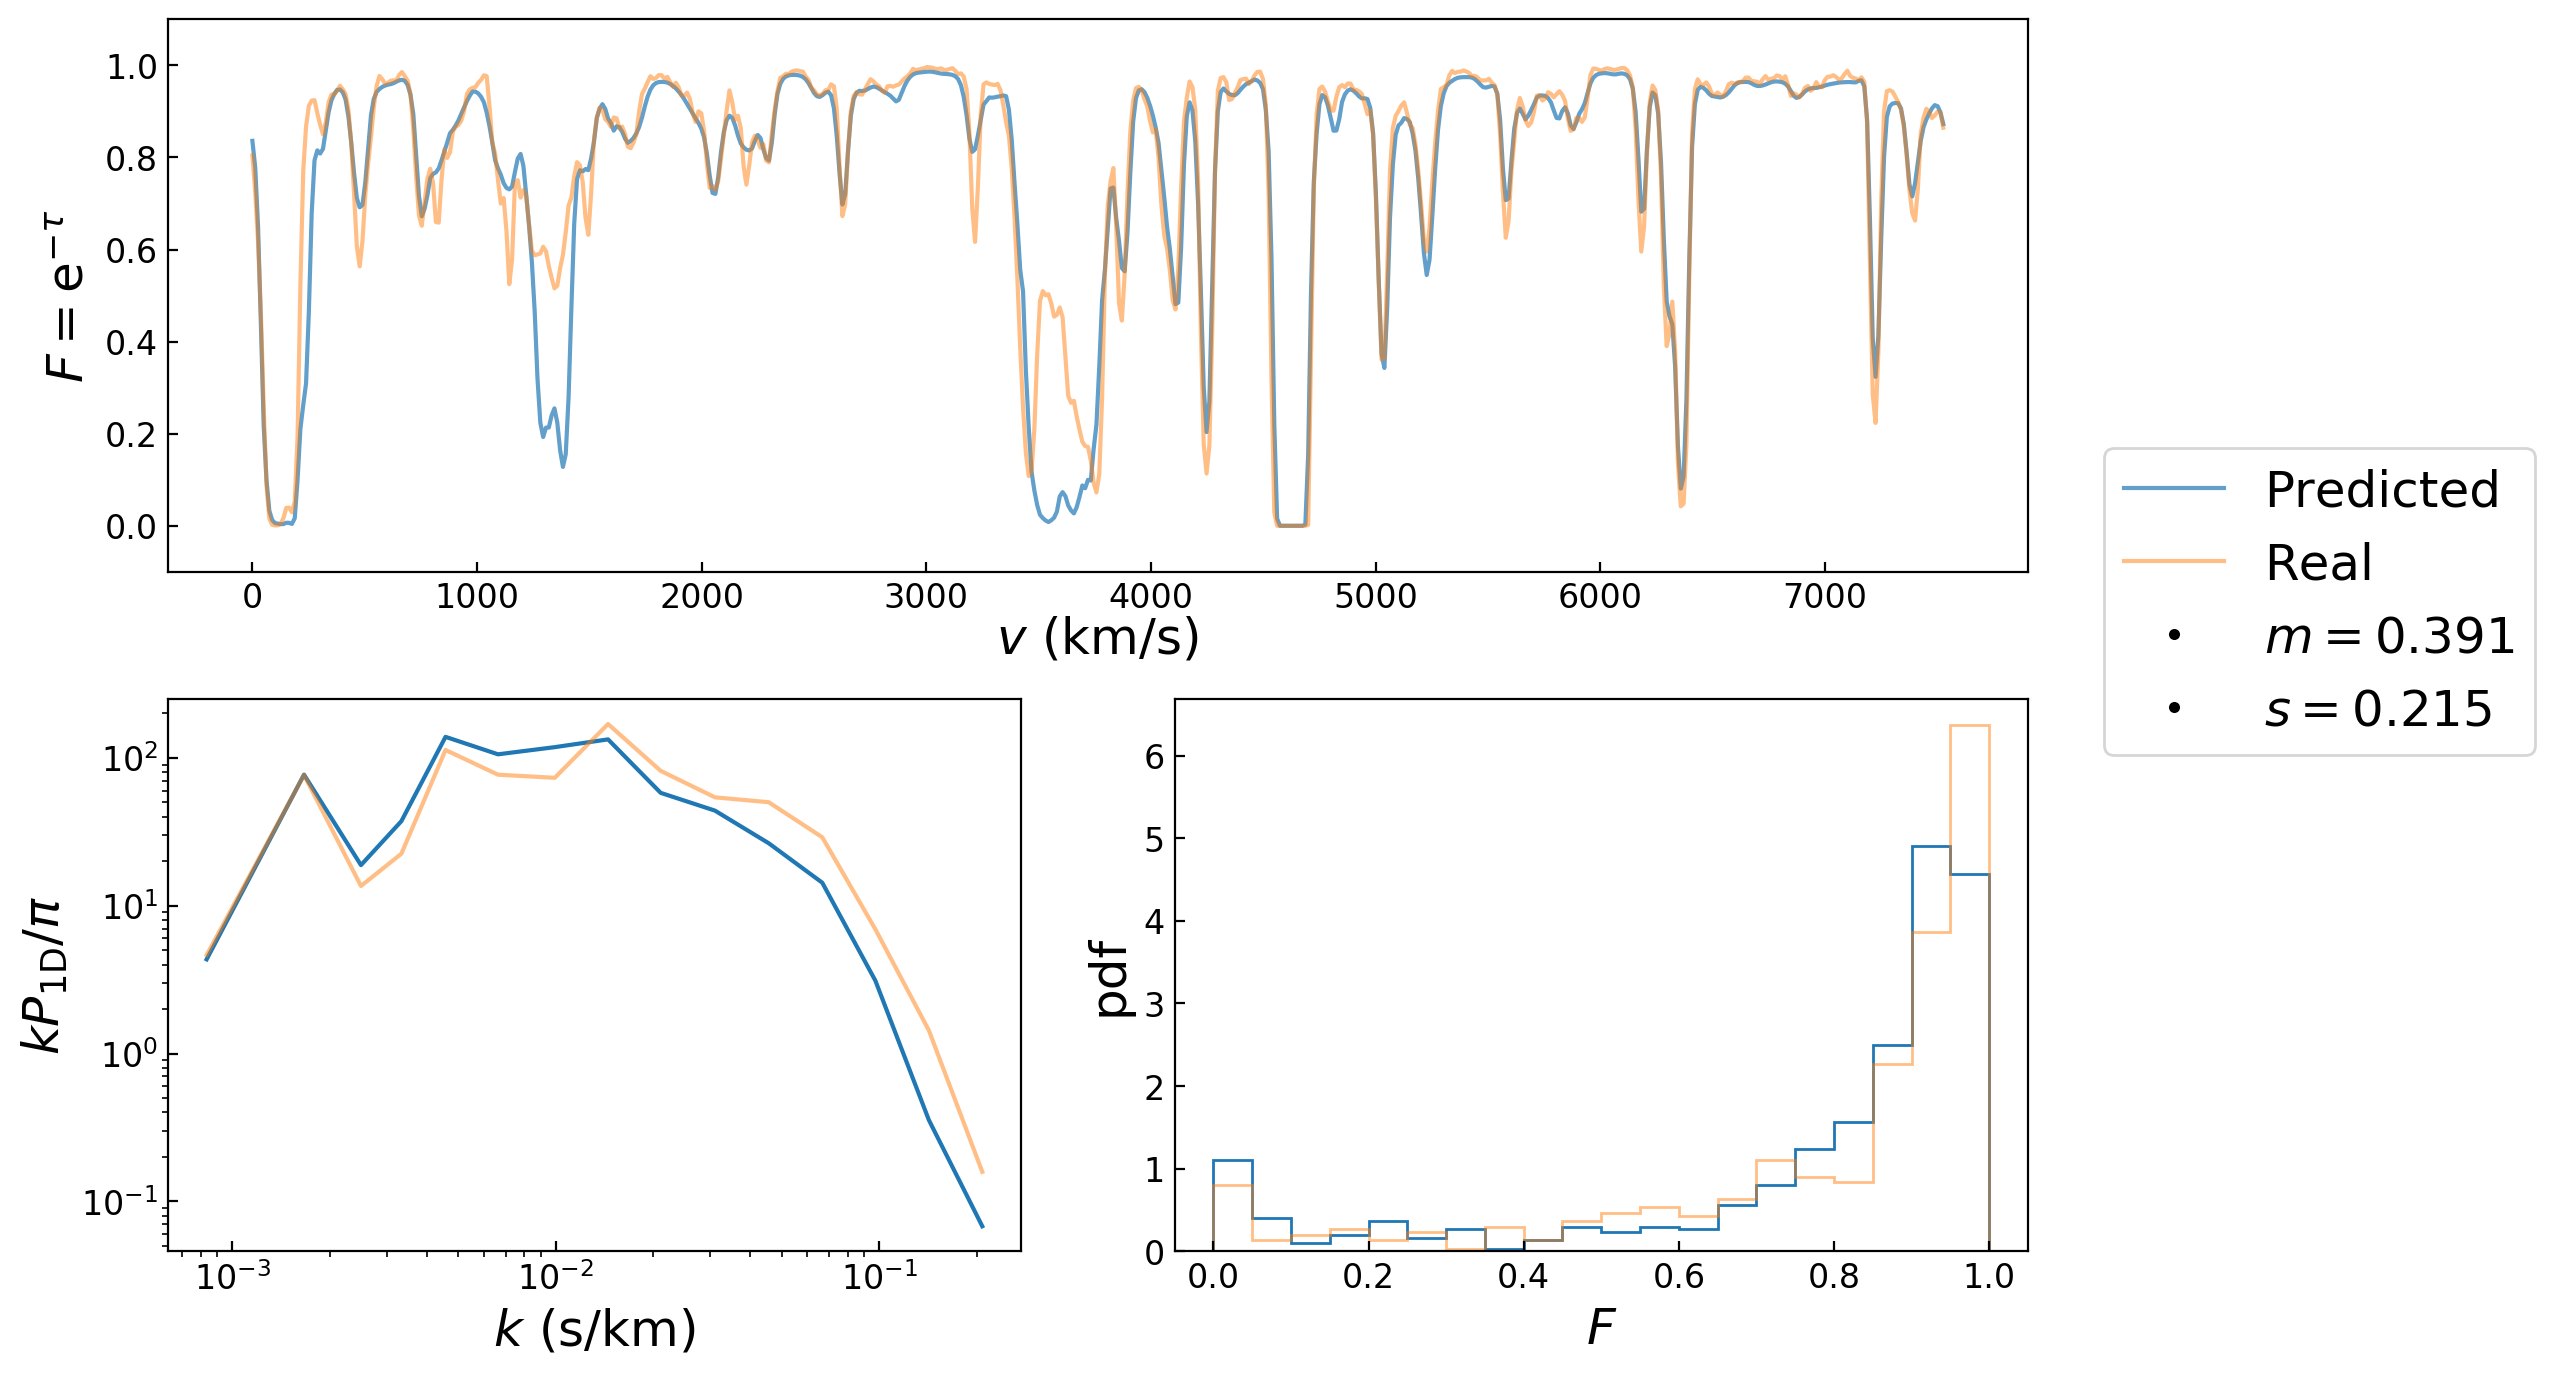 1.0
0.8
0.6
0.4
0.2
0.0
F = e^{-τ}
0 1000 2000 3000 4000 5000 6000 7000
v (km/s)
Predicted
Real
m = 0.391
s = 0.215
10^2
10^1
10^0
10^{-1}
kP_{1D}/π
10^{-3} 10^{-2} 10^{-1}
k (s/km)
6
5
4
3
2
1
0
pdf
0.0 0.2 0.4 0.6 0.8 1.0
F